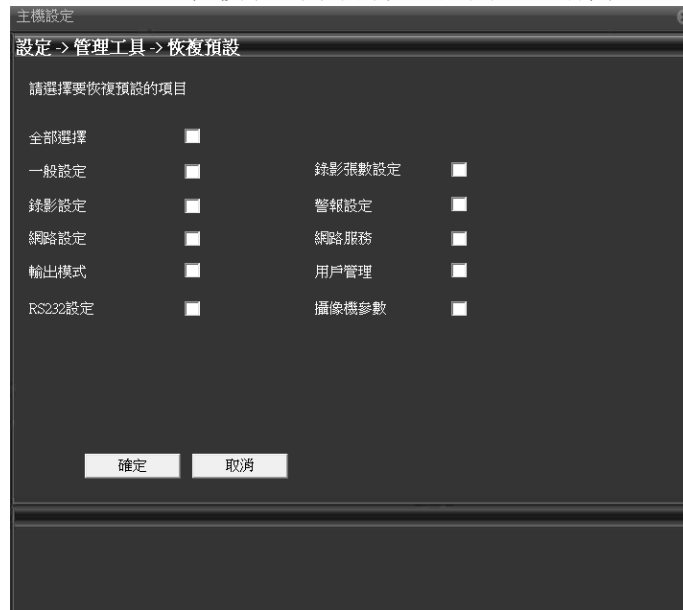 主機設定
設定 -> 管理工具 -> 恢復預設
請選擇要恢復預設的項目
全部選擇
一般設定 錄影張數設定
錄影設定 警報設定
網路設定 網路服務
輸出模式 用戶管理
RS232設定 攝像機參數
確定 取消